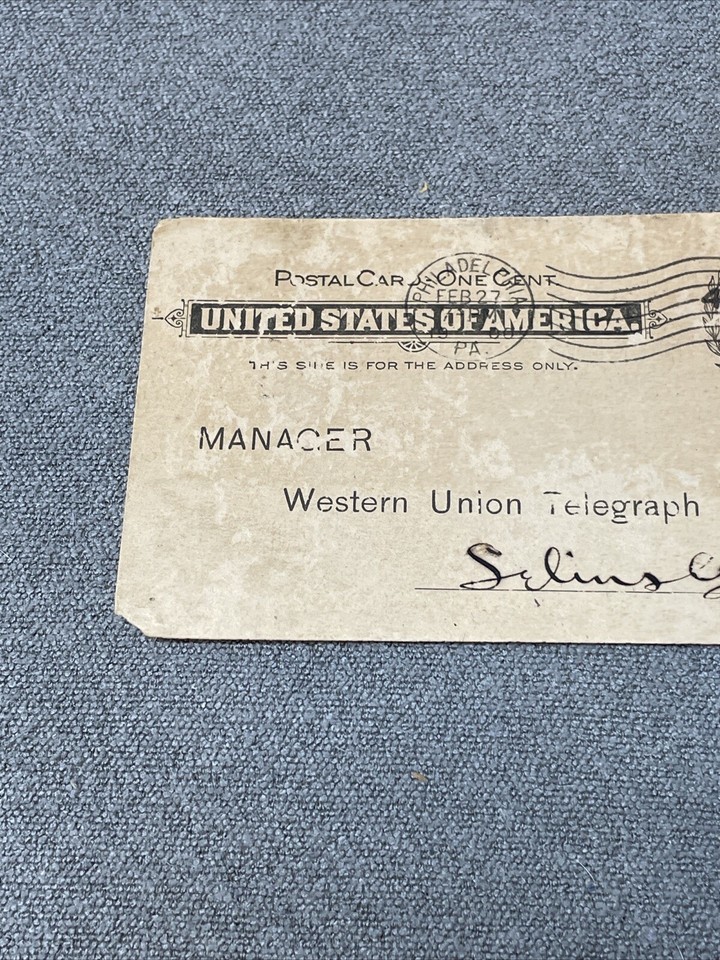 POSTAL CARD ONE CENT
PHILADELPHIA
FEB 27
PA.
UNITED STATES OF AMERICA.
THIS SIDE IS FOR THE ADDRESS ONLY.
MANAGER
Western Union Telegraph